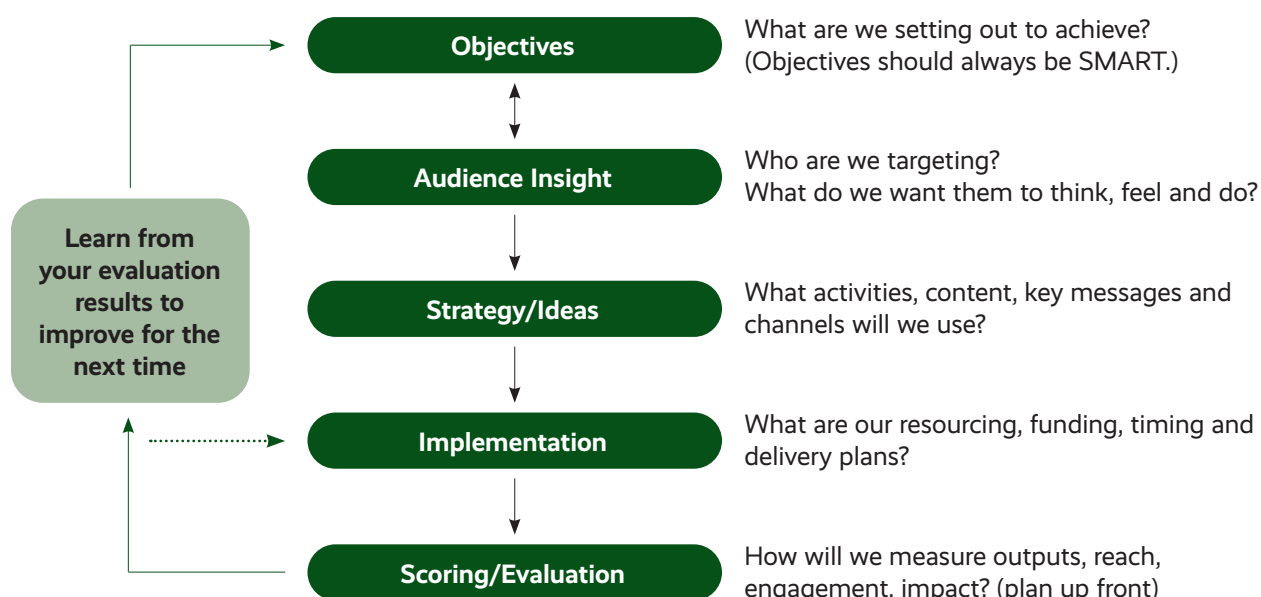 Objectives
What are we setting out to achieve?
(Objectives should always be SMART.)
Audience Insight
Who are we targeting?
What do we want them to think, feel and do?
Learn from
your evaluation
results to
improve for the
next time
Strategy/Ideas
What activities, content, key messages and
channels will we use?
Implementation
What are our resourcing, funding, timing and
delivery plans?
Scoring/Evaluation
How will we measure outputs, reach,
engagement, impact? (plan up front)